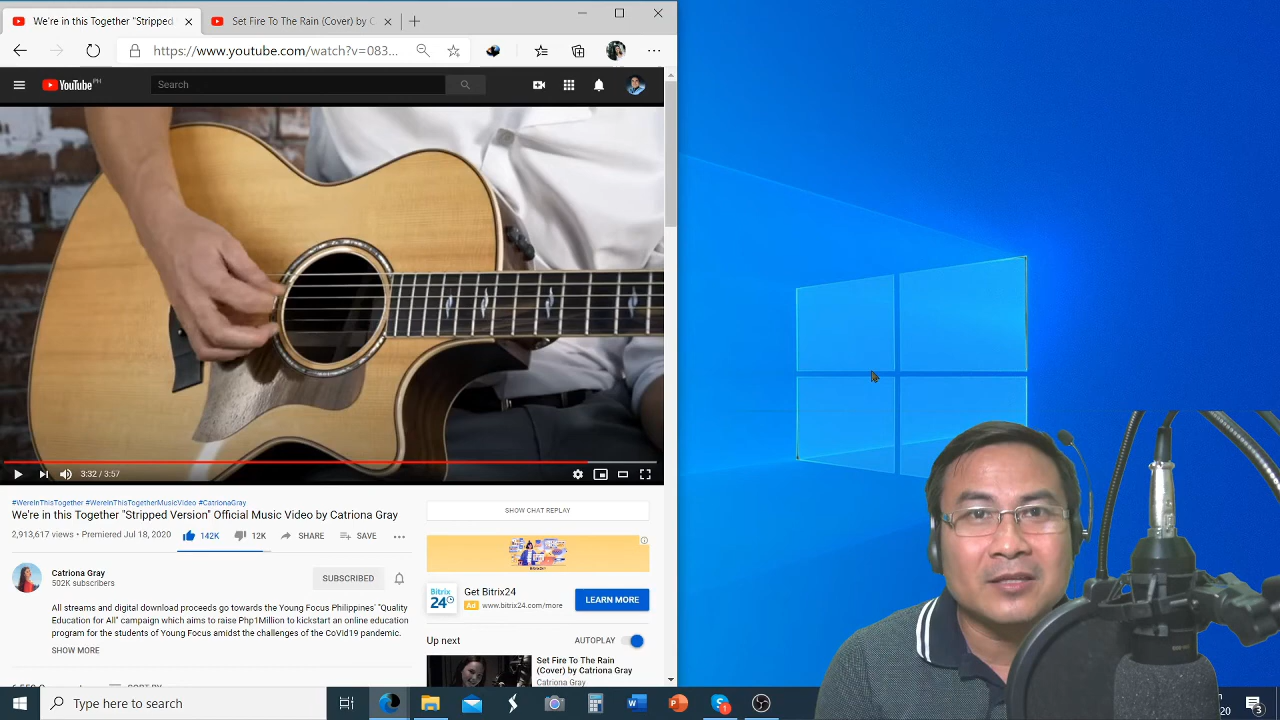 We're in this Together "Stripped
Set Fire To The Rain (Cover) by C
https://www.youtube.com/watch?v=083...
YouTube PH
Search
3:32 / 3:57
#WereInThisTogether #WereInThisTogetherMusicVideo #CatrionaGray
We're in this Together "Stripped Version" Official Music Video by Catriona Gray
2,913,617 views • Premiered Jul 18, 2020
142K
12K
SHARE
SAVE
Catriona Gray
502K subscribers
SUBSCRIBED
All streams and digital download proceeds go towards the Young Focus Philippines' "Quality
Education for All" campaign which aims to raise Php1Million to kickstart an online education
program for the students of Young Focus amidst the challenges of the CoVid19 pandemic.
SHOW MORE
SHOW CHAT REPLAY
Bitrix24
Bitrix
24
Get Bitrix24
Ad www.bitrix24.com/more
LEARN MORE
Up next
AUTOPLAY
Set Fire To The Rain
(Cover) by Catriona Gray
Catriona Gray
Type here to search
20
3